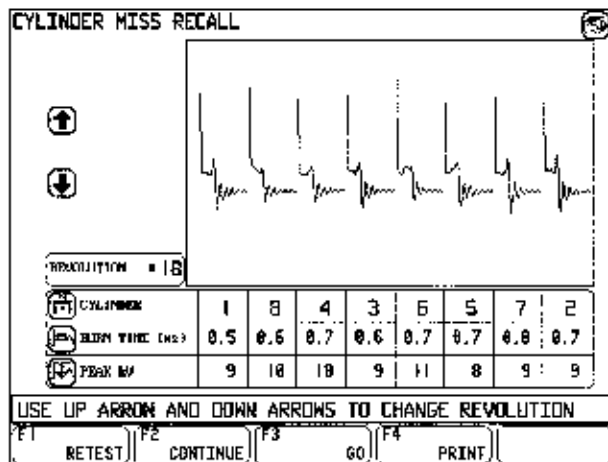 CYLINDER MISS RECALL
REVOLUTION
CYLINDER 1 8 4 3 6 5 7 2
BURN TIME (MS) 0.5 0.6 0.7 0.6 0.7 0.7 0.8 0.7
PEAK kV 9 10 10 9 11 8 9 9
USE UP ARROW AND DOWN ARROWS TO CHANGE REVOLUTION
F1 F2 F3 F4
RETEST CONTINUE GO PRINT